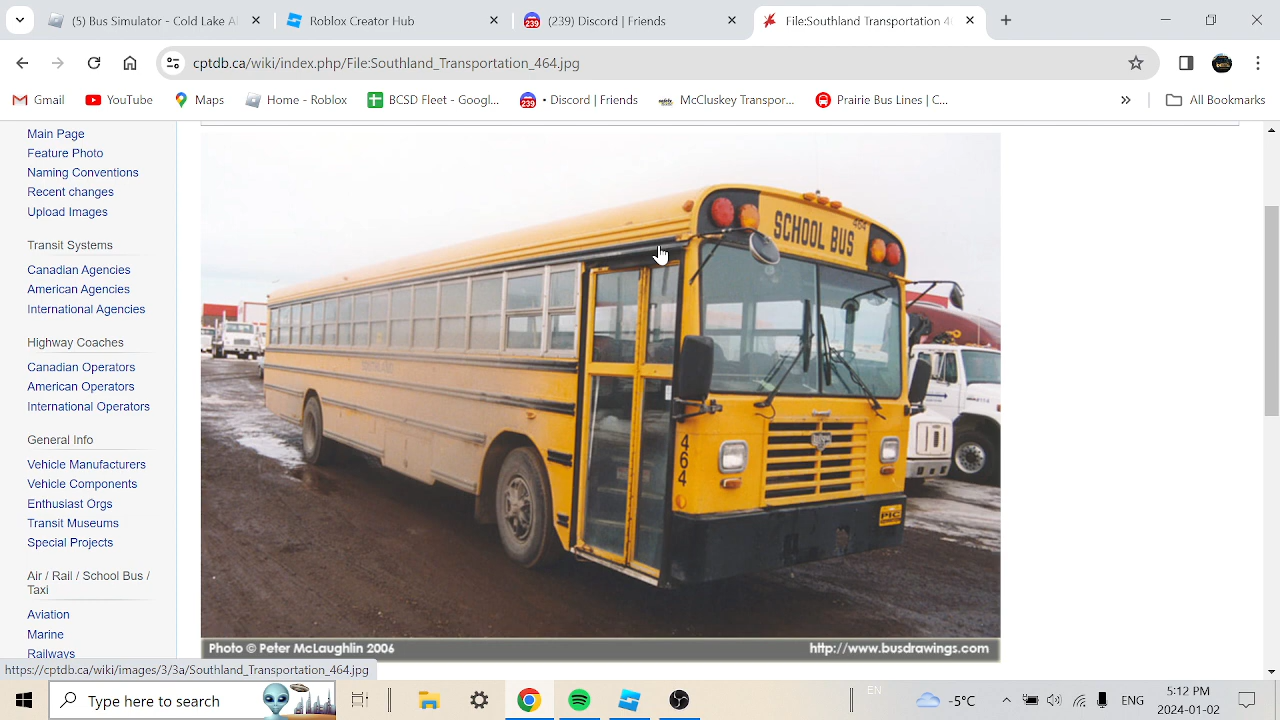 (5) Bus - Cold Lake A
Roblox Creator Hub
(239) Discord | Friends
File:Southland_Transportation 4
cptdb.ca/wiki/index.php/File:Southland_Transportation_464.jpg
Gmail
YouTube
Maps
Home - Roblox
BCSD Fleet - Googl...
• Discord | Friends
McCluskey Transpor...
Prairie Bus Lines | C...
»
All Bookmarks
Main Page
Feature Photo
Naming Conventions
Recent changes
Upload Images
Transit Systems
Canadian Agencies
American Agencies
International Agencies
Highway Coaches
Canadian Operators
American Operators
International Operators
General Info
Vehicle Manufacturers
Vehicle Components
Enthusiast Orgs
Transit Museums
Special Projects
Air / Rail / School Bus /
Taxi
Aviation
Marine
Railways
464
SCHOOL BUS
464
PIC
Photo © Peter McLaughlin 2006
http://www.busdrawings.com
https://cptdb.ca/wiki/images/3/3a/Southland_Transportation_464.jpg
Type here to search
EN
-5°C
ENG
5:12 PM
2024-01-02